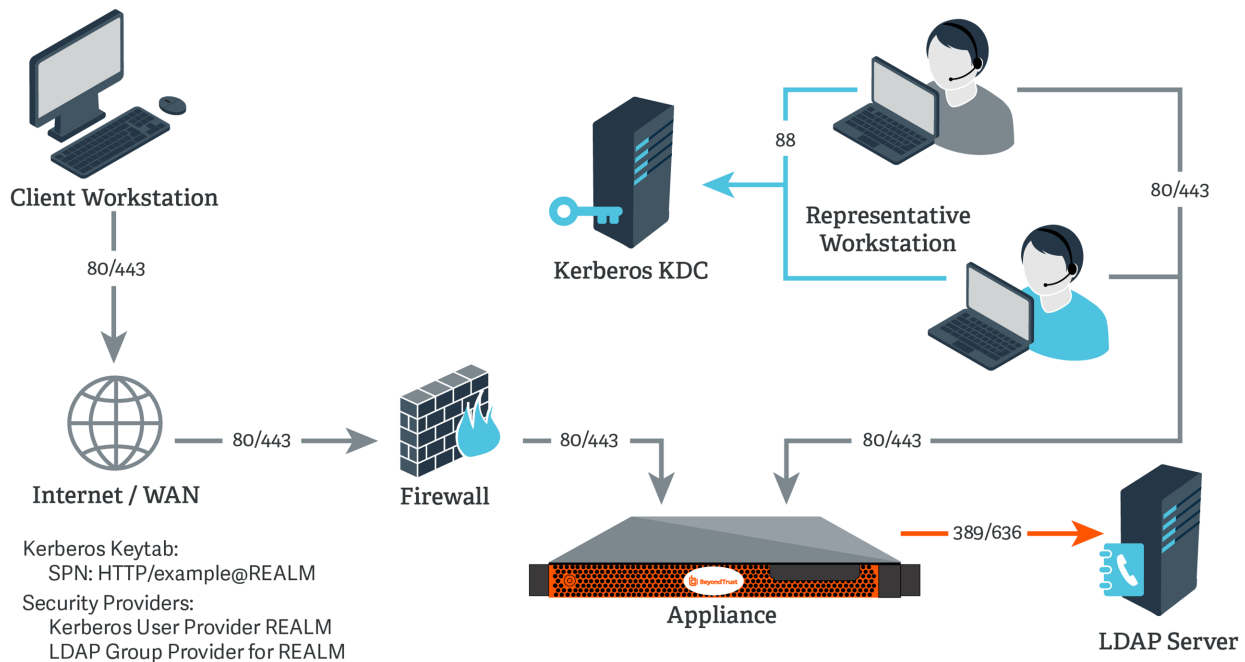 Client Workstation
80/443
Internet / WAN
80/443
Firewall
80/443
Kerberos KDC
88
Representative
Workstation
80/443
80/443
BeyondTrust
Appliance
389/636
LDAP Server
Kerberos Keytab:
SPN: HTTP/example@REALM
Security Providers:
Kerberos User Provider REALM
LDAP Group Provider for REALM